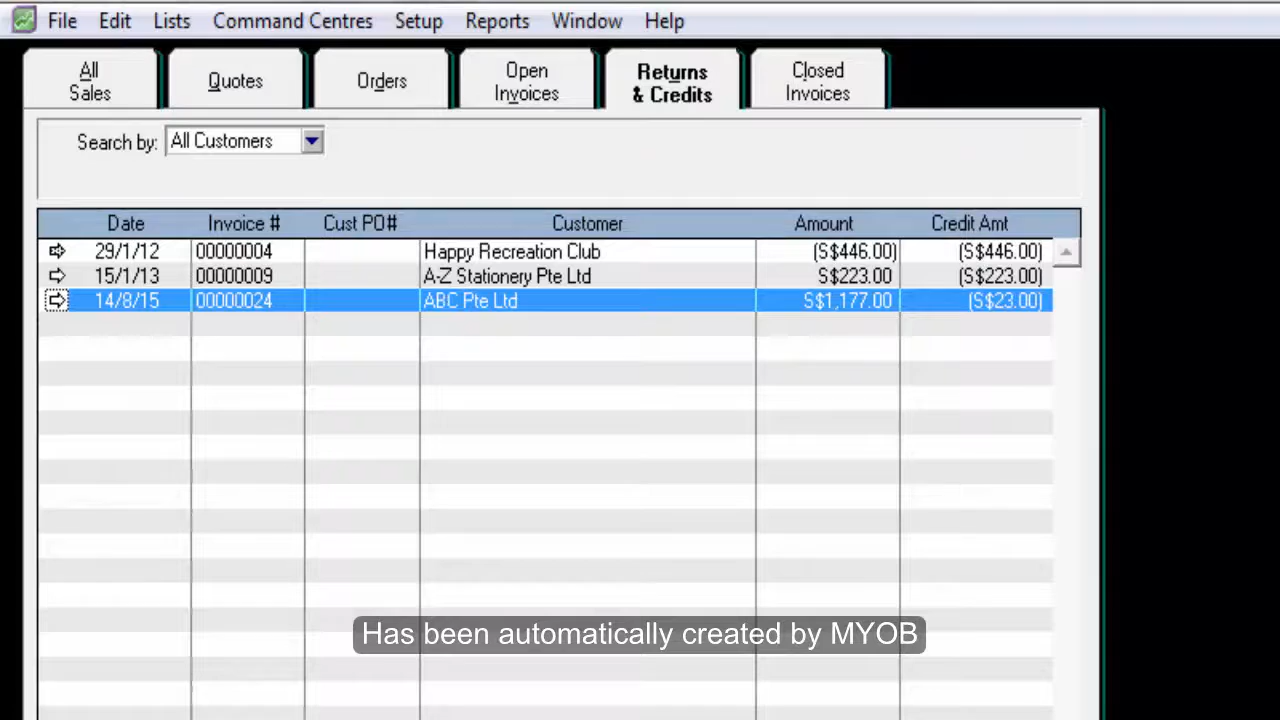 File Edit Lists Command Centres Setup Reports Window Help
All Sales Quotes Orders Open Invoices Returns & Credits Closed Invoices
Search by: All Customers
Date Invoice # Cust PO# Customer Amount Credit Amt
29/1/12 00000004 Happy Recreation Club (S$446.00) (S$446.00)
15/1/13 00000009 A-Z Stationery Pte Ltd S$223.00 (S$223.00)
14/8/15 00000024 ABC Pte Ltd S$1,177.00 (S$23.00)
Has been automatically created by MYOB